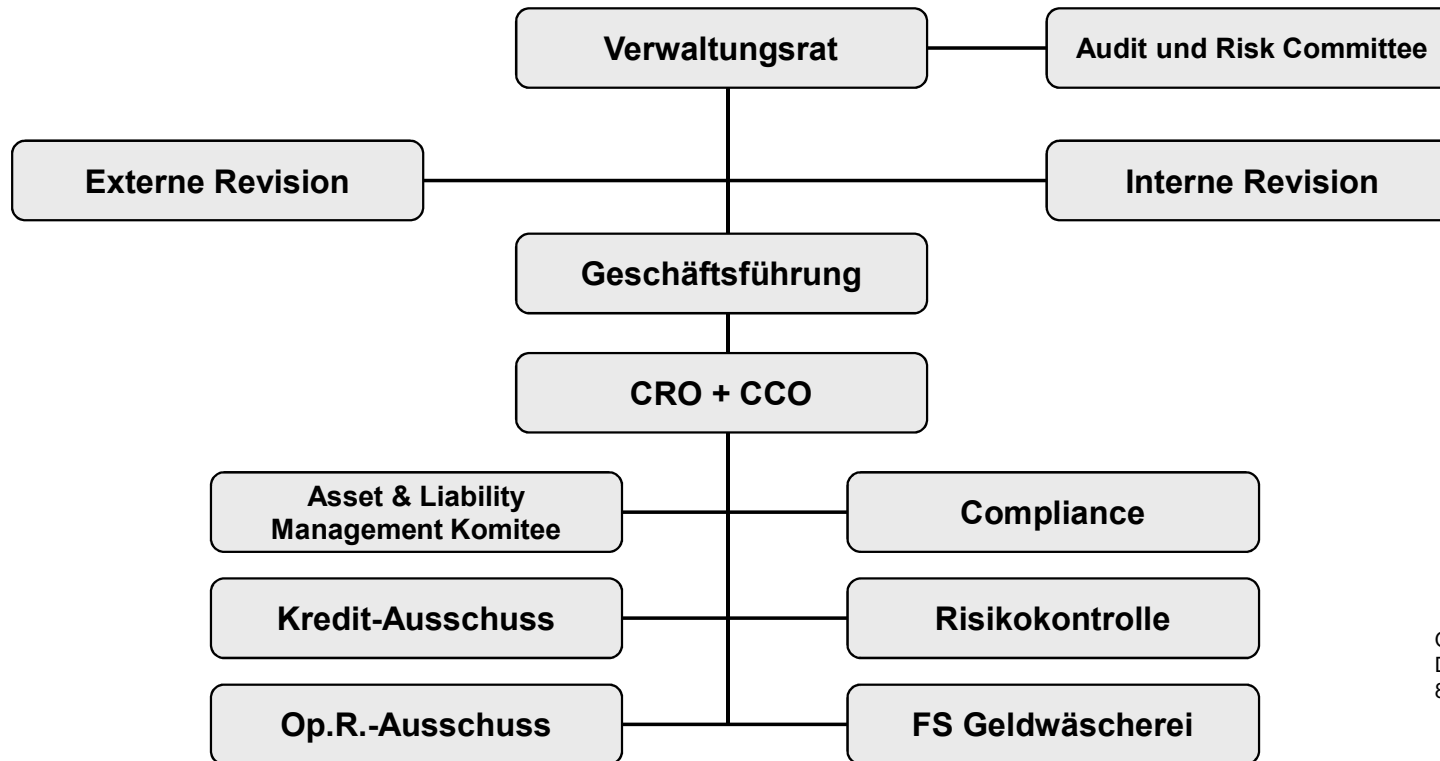 Verwaltungsrat
Audit und Risk Committee
Externe Revision
Interne Revision
Geschäftsführung
CRO + CCO
Asset & Liability
Management Komitee
Compliance
Kredit-Ausschuss
Risikokontrolle
Op.R.-Ausschuss
FS Geldwäscherei